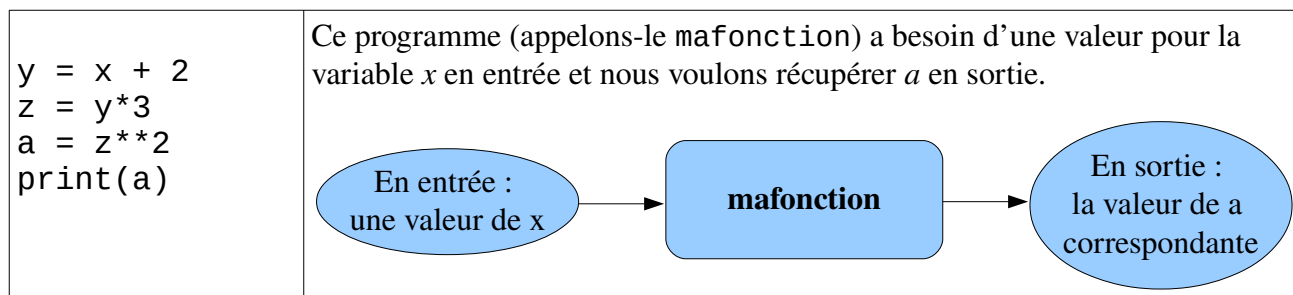 y = x + 2
z = y*3
a = z**2
print(a)
Ce programme (appelons-le mafonction) a besoin d’une valeur pour la
variable x en entrée et nous voulons récupérer a en sortie.
En entrée :
une valeur de x
mafonction
En sortie :
la valeur de a
correspondante